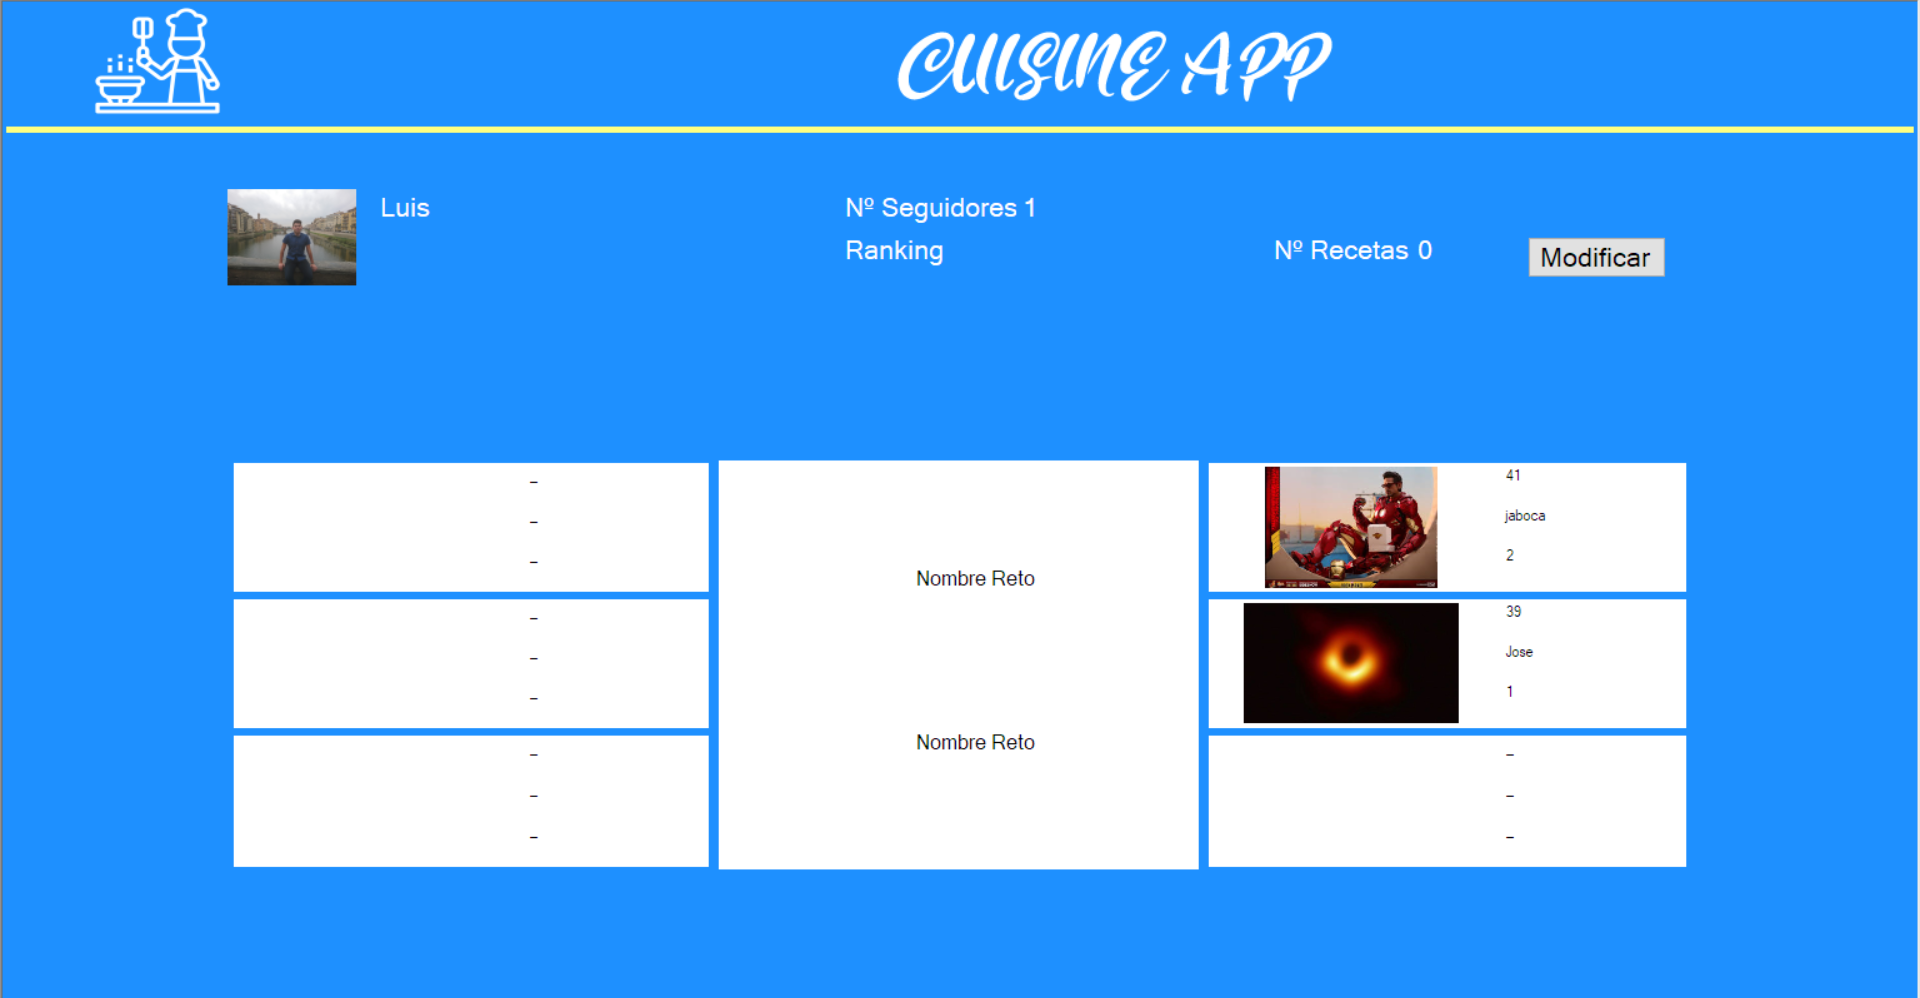 CUISINE APP
Luis
Nº Seguidores 1
Ranking
Nº Recetas 0
Modificar
-
-
-
-
-
-
-
-
-
Nombre Reto
Nombre Reto
41
jaboca
2
39
Jose
1
-
-
-